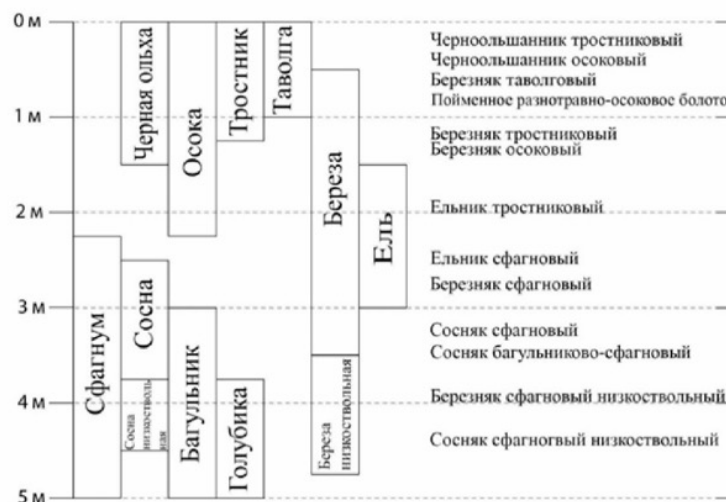 0 м
1 м
2 м
3 м
4 м
5 м
Черная ольха
Осока
Тростник
Таволга
Береза
Ель
Сфагнум
Сосна
Сосна
низкостволь
ная
Багульник
Голубика
Береза
низкоствольная
Черноольшанник тростниковый
Черноольшанник осоковый
Березняк таволговый
Пойменное разнотравно-осоковое болото
Березняк тростниковый
Березняк осоковый
Ельник тростниковый
Ельник сфагновый
Березняк сфагновый
Сосняк сфагновый
Сосняк багульниково-сфагновый
Березняк сфагновый низкоствольный
Сосняк сфагногвый низкоствольный